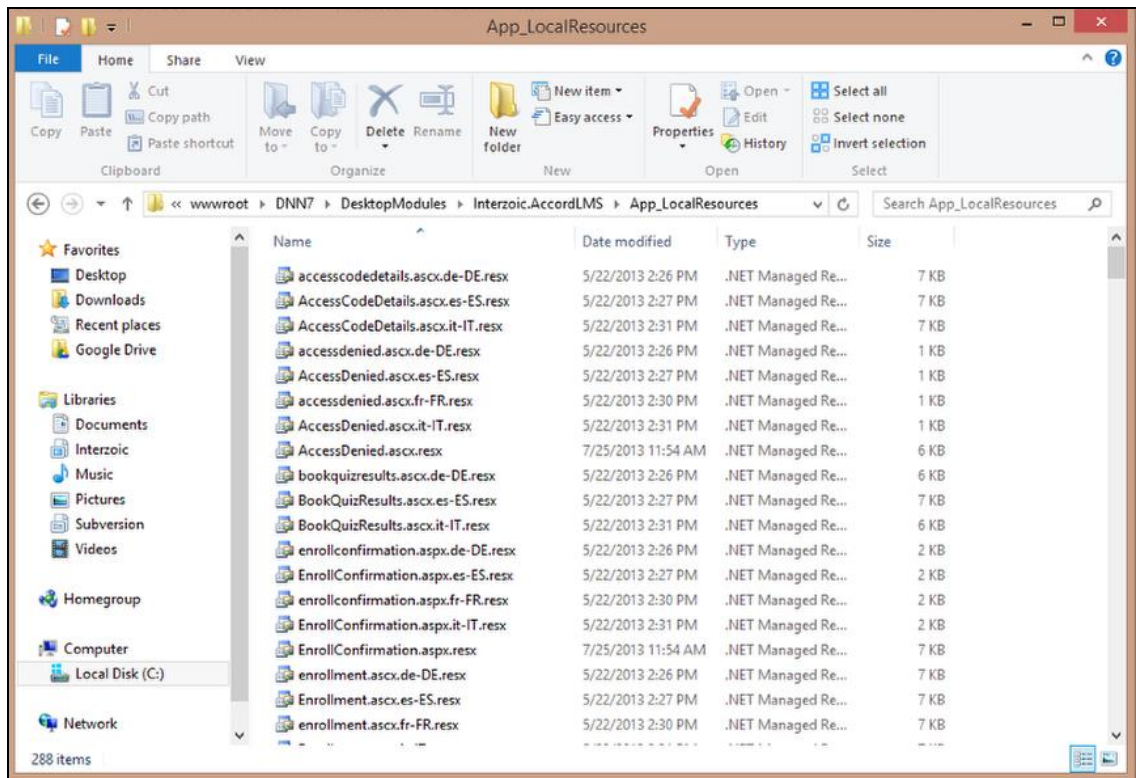 App_LocalResources
File Home Share View
Copy
Paste
Cut
Copy path
Paste shortcut
Clipboard
Move to
Copy to
Delete
Rename
Organize
New folder
New item
Easy access
New
Properties
Open
Edit
History
Open
Select all
Select none
Invert selection
Select
« wwwroot DNN7 DesktopModules Interzoic.AccordLMS App_LocalResources
Search App_LocalResources
Favorites
Desktop
Downloads
Recent places
Google Drive
Libraries
Documents
Interzoic
Music
Pictures
Subversion
Videos
Homegroup
Computer
Local Disk (C:)
Network
Name Date modified Type Size
accesscodedetails.ascx.de-DE.resx 5/22/2013 2:26 PM .NET Managed Re... 7 KB
AccessCodeDetails.ascx.es-ES.resx 5/22/2013 2:27 PM .NET Managed Re... 7 KB
AccessCodeDetails.ascx.it-IT.resx 5/22/2013 2:31 PM .NET Managed Re... 7 KB
accessdenied.ascx.de-DE.resx 5/22/2013 2:26 PM .NET Managed Re... 1 KB
AccessDenied.ascx.es-ES.resx 5/22/2013 2:27 PM .NET Managed Re... 1 KB
accessdenied.ascx.fr-FR.resx 5/22/2013 2:30 PM .NET Managed Re... 1 KB
AccessDenied.ascx.it-IT.resx 5/22/2013 2:31 PM .NET Managed Re... 1 KB
AccessDenied.ascx.resx 7/25/2013 11:54 AM .NET Managed Re... 6 KB
bookquizresults.ascx.de-DE.resx 5/22/2013 2:26 PM .NET Managed Re... 6 KB
BookQuizResults.ascx.es-ES.resx 5/22/2013 2:27 PM .NET Managed Re... 7 KB
BookQuizResults.ascx.it-IT.resx 5/22/2013 2:31 PM .NET Managed Re... 6 KB
enrollconfirmation.aspx.de-DE.resx 5/22/2013 2:26 PM .NET Managed Re... 2 KB
EnrollConfirmation.aspx.es-ES.resx 5/22/2013 2:27 PM .NET Managed Re... 2 KB
enrollconfirmation.aspx.fr-FR.resx 5/22/2013 2:30 PM .NET Managed Re... 2 KB
EnrollConfirmation.aspx.it-IT.resx 5/22/2013 2:31 PM .NET Managed Re... 2 KB
EnrollConfirmation.aspx.resx 7/25/2013 11:54 AM .NET Managed Re... 7 KB
enrollment.ascx.de-DE.resx 5/22/2013 2:26 PM .NET Managed Re... 7 KB
Enrollment.ascx.es-ES.resx 5/22/2013 2:27 PM .NET Managed Re... 7 KB
enrollment.ascx.fr-FR.resx 5/22/2013 2:30 PM .NET Managed Re... 7 KB
288 items